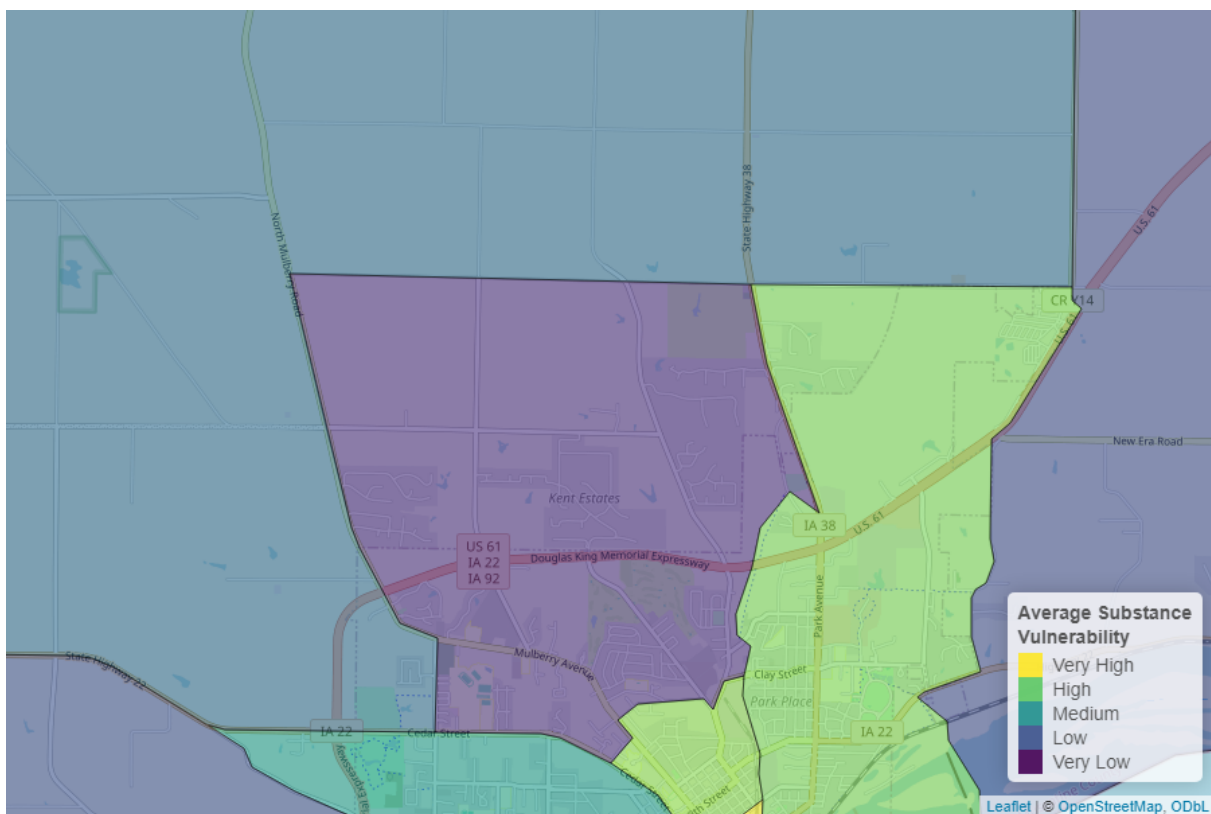 State Highway 38
U.S. 61
North Mulberry Road
CR Y14
U.S. 61
New Era Road
Kent Estates
IA 38
U.S. 61
US 61
IA 22
IA 92
Douglas King Memorial Expressway
Park Avenue
Mulberry Avenue
State Highway 22
Clay Street
Park Place
IA 22
Cedar Street
IA 22
Cedar Street
Average Substance
Vulnerability
Very High
High
Medium
Low
Very Low
Leaflet | © OpenStreetMap, ODbL